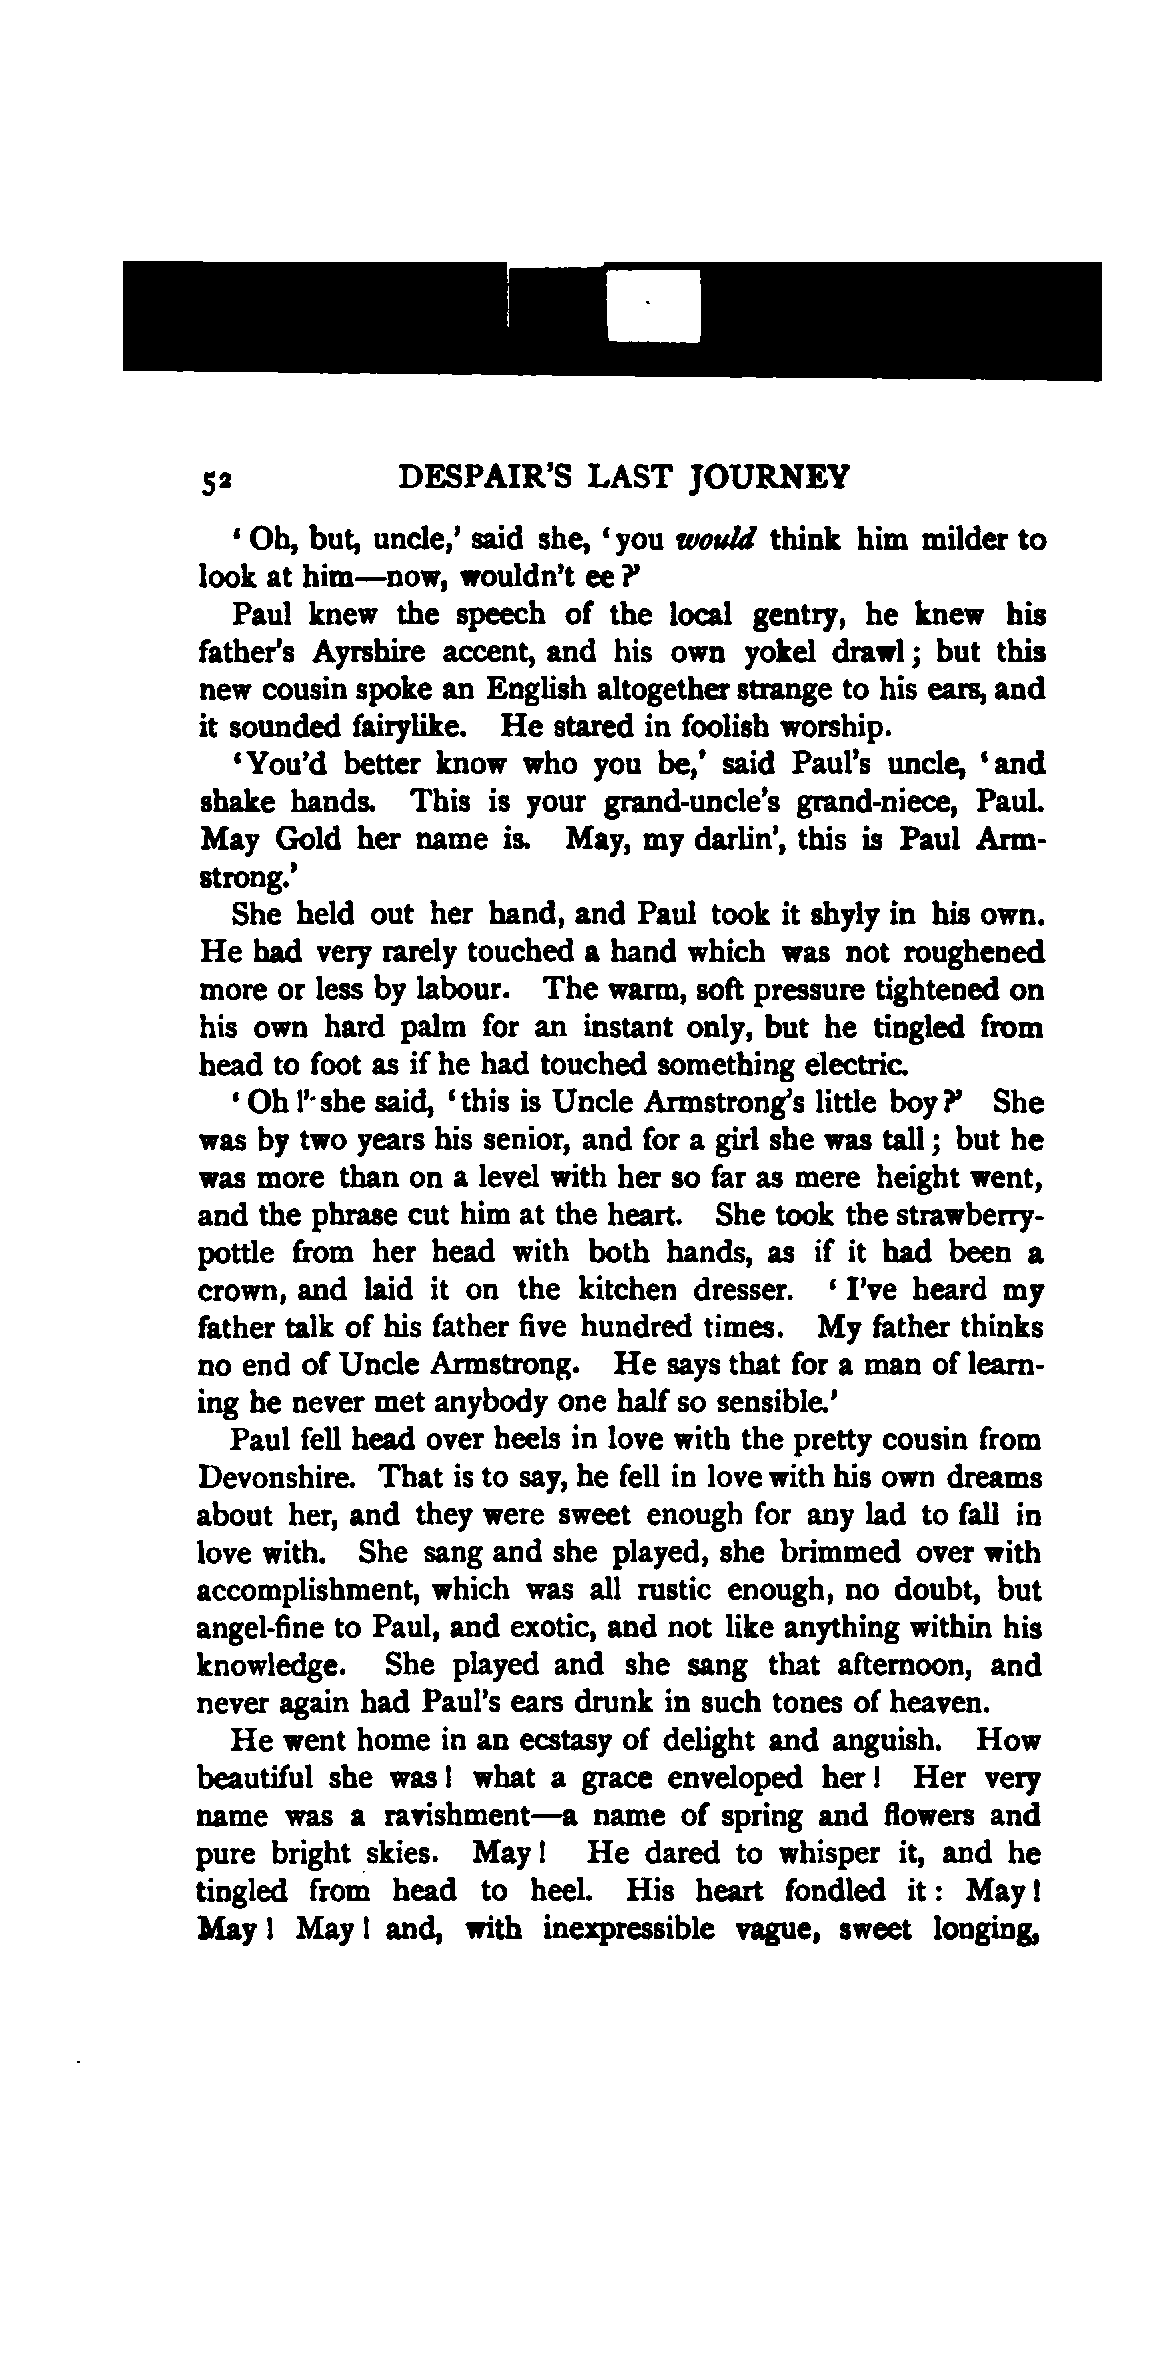 52 DESPAIR'S LAST JOURNEY
‘Oh, but, uncle,’ said she, ‘you would think him milder to
look at him—now, wouldn't ee?’
Paul knew the speech of the local gentry, he knew his
father's Ayrshire accent, and his own yokel drawl; but this
new cousin spoke an English altogether strange to his ears, and
it sounded fairylike. He stared in foolish worship.
‘You'd better know who you be,’ said Paul's uncle, ‘and
shake hands. This is your grand-uncle's grand-niece, Paul.
May Gold her name is. May, my darlin', this is Paul Arm-
strong.’
She held out her hand, and Paul took it shyly in his own.
He had very rarely touched a hand which was not roughened
more or less by labour. The warm, soft pressure tightened on
his own hard palm for an instant only, but he tingled from
head to foot as if he had touched something electric.
‘Oh!’ she said, ‘this is Uncle Armstrong's little boy?’ She
was by two years his senior, and for a girl she was tall; but he
was more than on a level with her so far as mere height went,
and the phrase cut him at the heart. She took the strawberry-
pottle from her head with both hands, as if it had been a
crown, and laid it on the kitchen dresser. ‘I've heard my
father talk of his father five hundred times. My father thinks
no end of Uncle Armstrong. He says that for a man of learn-
ing he never met anybody one half so sensible.’
Paul fell head over heels in love with the pretty cousin from
Devonshire. That is to say, he fell in love with his own dreams
about her, and they were sweet enough for any lad to fall in
love with. She sang and she played, she brimmed over with
accomplishment, which was all rustic enough, no doubt, but
angel-fine to Paul, and exotic, and not like anything within his
knowledge. She played and she sang that afternoon, and
never again had Paul's ears drunk in such tones of heaven.
He went home in an ecstasy of delight and anguish. How
beautiful she was! what a grace enveloped her! Her very
name was a ravishment—a name of spring and flowers and
pure bright skies. May! He dared to whisper it, and he
tingled from head to heel. His heart fondled it: May!
May! May! and, with inexpressible vague, sweet longing,